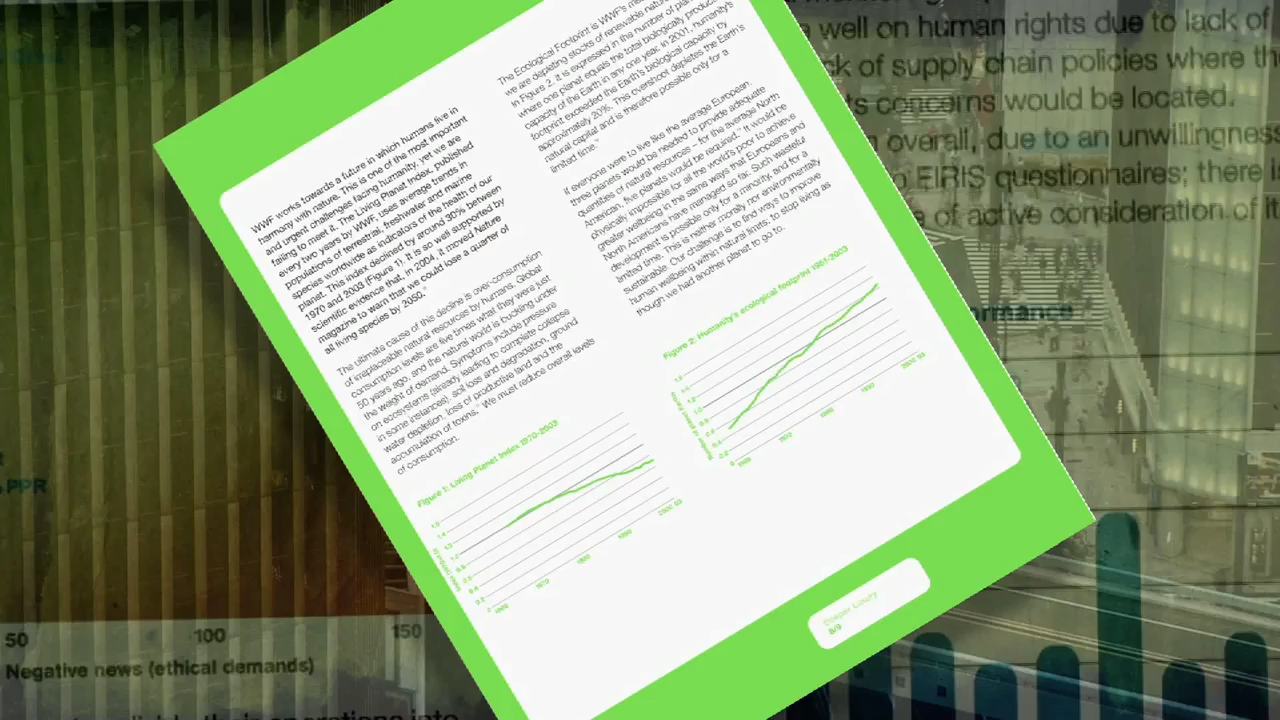 WWF works towards a future in which humans live in
harmony with nature. This is one of the most important
and urgent challenges facing humanity, yet we are
failing to meet it. The Living Planet Index, published
every two years by WWF, uses average trends in
populations of terrestrial, freshwater and marine
species worldwide as indicators of the health of our
planet. This index declined by around 30% between
1970 and 2003 (Figure 1). It is so well supported by
scientific evidence that, in 2004, it moved Nature
magazine to warn that we could lose a quarter of
all living species by 2050.
The ultimate cause of this decline is over-consumption
of irreplaceable natural resources by humans. Global
consumption levels are five times what they were just
50 years ago, and the natural world is buckling under
the weight of demand. Symptoms include pressure
on ecosystems (already leading to complete collapse
in some instances), soil loss and degradation, ground
water depletion, loss of productive land and the
accumulation of toxins. We must reduce overall levels
of consumption.
Figure 1: Living Planet Index 1970-2003
The Ecological Footprint is WWF's
we are depleting stocks of renewable
in Figure 2, it is expressed in the number of
where one planet equals the total biologically
capacity of the Earth in any one year. In 2001, humanity's
footprint exceeded the Earth's biological capacity by
approximately 20%. This overshoot depletes the Earth's
natural capital and is therefore possible only for a
limited time.
If everyone were to live like the average European,
three planets would be needed to provide adequate
quantities of natural resources – for the average North
American, five planets would be required. It would be
physically impossible for all the world's poor to achieve
greater wellbeing in the same ways that Europeans and
North Americans have managed so far. Such wasteful
development is possible only for a minority, and for a
limited time. This is neither morally nor environmentally
sustainable. Our challenge is to find ways to improve
human wellbeing within natural limits; to stop living as
though we had another planet to go to.
Figure 2: Humanity's ecological footprint 1961-2003
Deeper Luxury
8/9
well on human rights due to lack of
ck of supply chain policies where
s concerns would be located.
overall, due to an unwillingness
EIRIS questionnaires; there is
e of active consideration of it
ormance
PPR
50 100 150
Negative news (ethical demands)